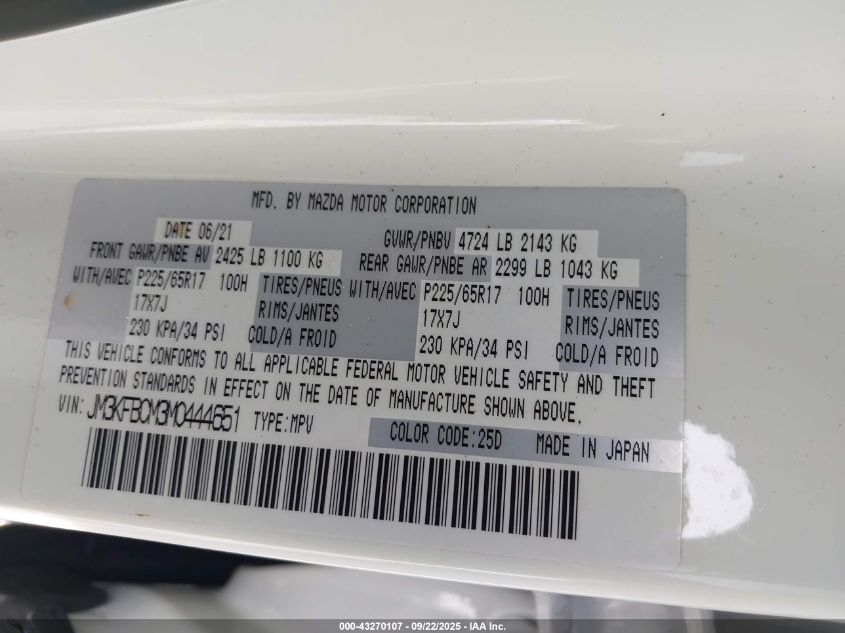 MFD. BY MAZDA MOTOR CORPORATION
DATE 06/21
GVWR/PNBV 4724 LB 2143 KG
FRONT GAWR/PNBE AV 2425 LB 1100 KG
REAR GAWR/PNBE AR 2299 LB 1043 KG
WITH/AVEC P225/65R17 100H TIRES/PNEUS WITH/AVEC P225/65R17 100H TIRES/PNEUS
17X7J RIMS/JANTES 17X7J RIMS/JANTES
230 KPA/34 PSI COLD/A FROID 230 KPA/34 PSI COLD/A FROID
THIS VEHICLE CONFORMS TO ALL APPLICABLE FEDERAL MOTOR VEHICLE SAFETY AND THEFT
PREVENTION STANDARDS IN EFFECT ON THE DATE OF MANUFACTURE SHOWN ABOVE.
VIN: JM3KFBCM3M0444651 TYPE:MPV
COLOR CODE:25D MADE IN JAPAN
000-43270107 - 09/22/2025 - IAA Inc.